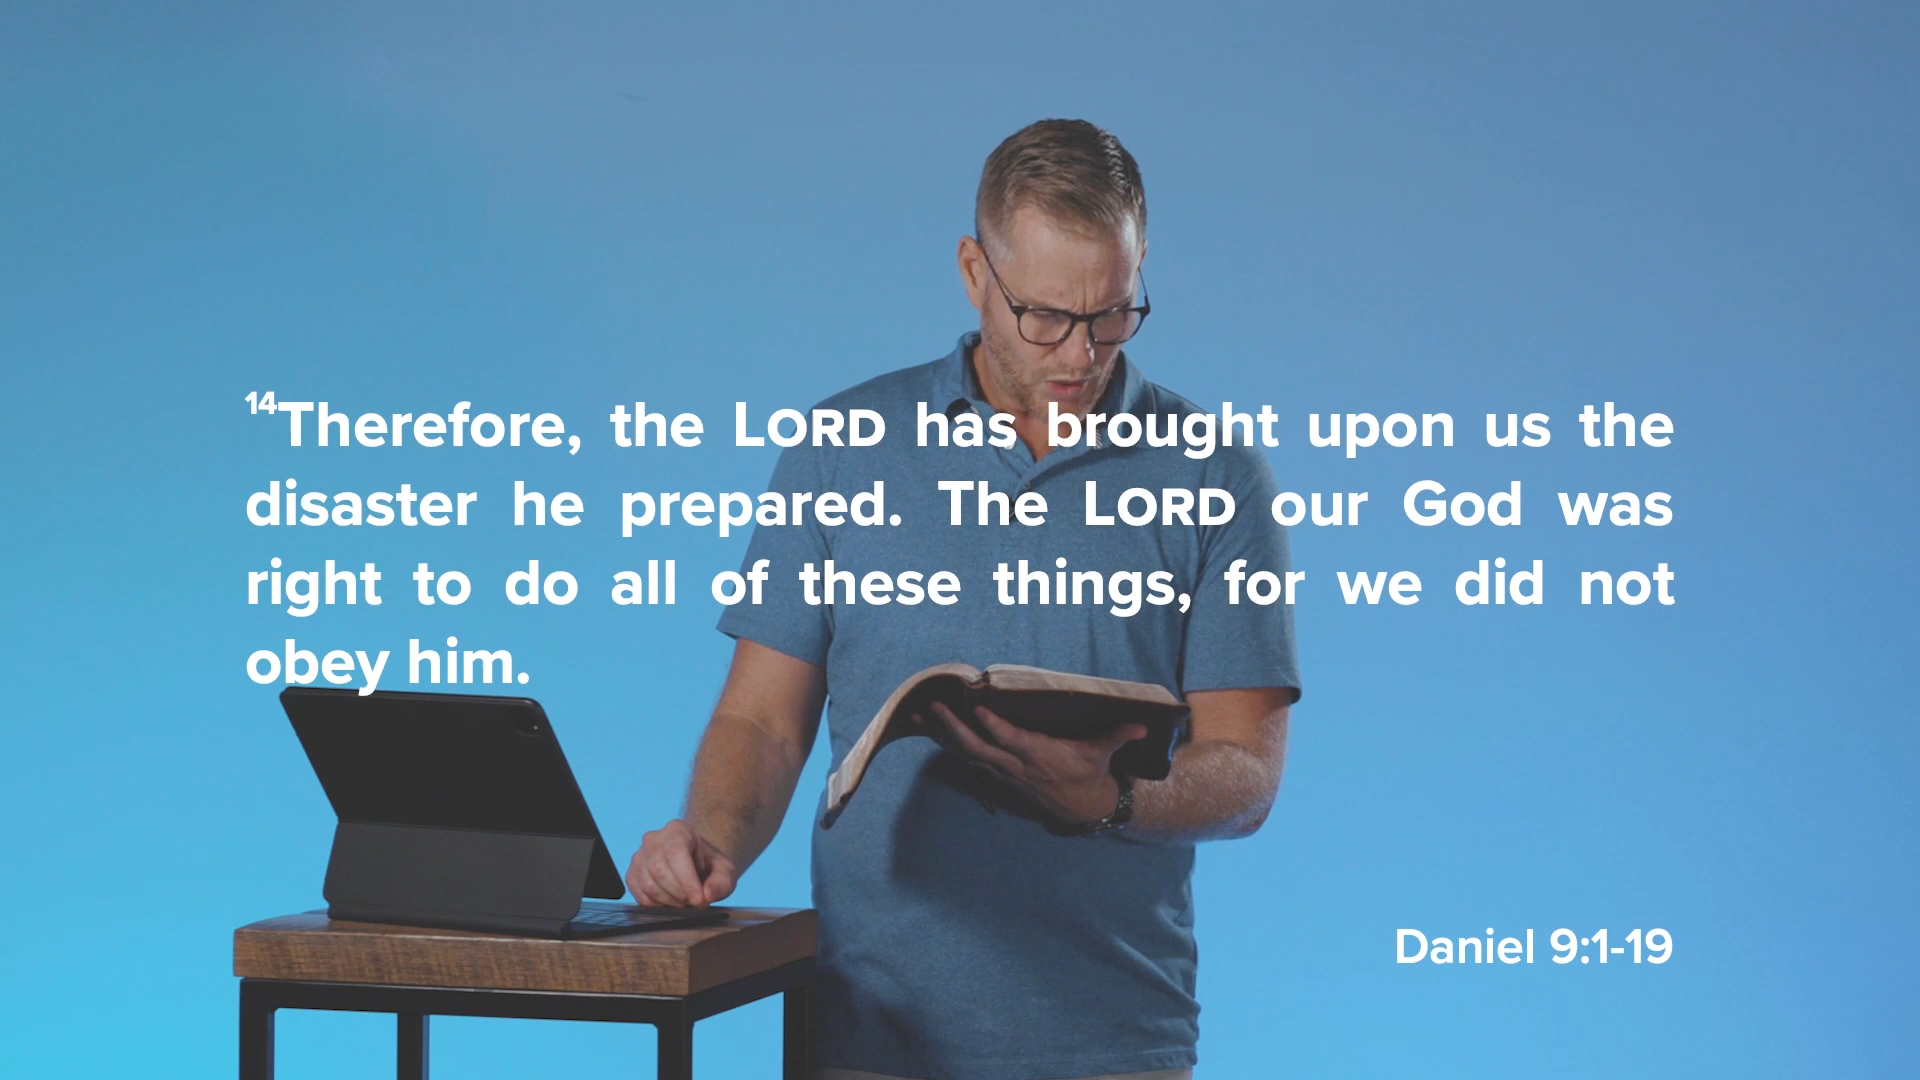 ¹⁴Therefore, the LORD has brought upon us the
disaster he prepared. The LORD our God was
right to do all of these things, for we did not
obey him.
Daniel 9:1-19